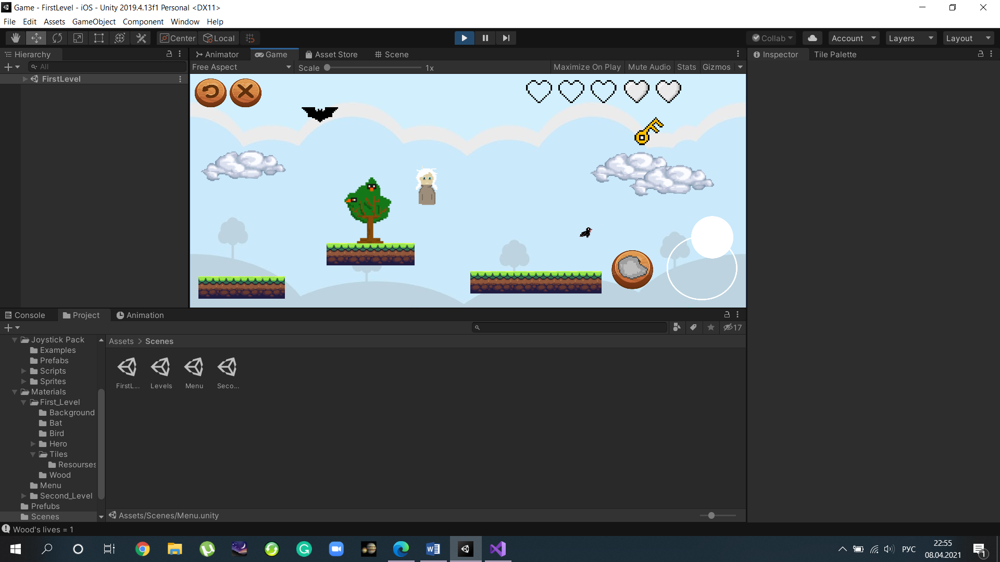 Game - FirstLevel - iOS - Unity 2019.4.13f1 Personal <DX11>
File Edit Assets GameObject Component Window Help
Center Local Collab Account Layers Layout
Hierarchy Animator Game Asset Store Scene Inspector Tile Palette
All Free Aspect Scale 1x Maximize On Play Mute Audio Stats Gizmos
FirstLevel
Console Project Animation
17
Joystick Pack
Examples
Prefabs
Scripts
Sprites
Materials
First_Level
Background
Bat
Bird
Hero
Tiles
Resourses
Wood
Menu
Second_Level
Prefubs
Scenes
Assets > Scenes
FirstL... Levels Menu Seco...
Assets/Scenes/Menu.unity
Wood's lives = 1
РУС
22:55
08.04.2021
1